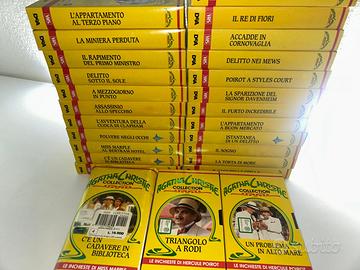 L'APPARTAMENTO
AL TERZO PIANO
LA MINIERA PERDUTA
IL RAPIMENTO
DEL PRIMO MINISTRO
DELITTO
SOTTO IL SOLE
A MEZZOGIORNO
IN PUNTO
ASSASSINIO
ALLO SPECCHIO
L'AVVENTURA DELLA
CUOCA DI CLAPHAM
POLVERE NEGLI OCCHI
MISS MARPLE
AL BERTRAM HOTEL
C'È UN CADAVERE
IN BIBLIOTECA
IL RE DI FIORI
ACCADDE IN
CORNOVAGLIA
DELITTO NEI MEWS
POIROT A STYLES COURT
LA SPARIZIONE DEL
SIGNOR DAVENHEIM
IL FURTO INCREDIBILE
L'APPARTAMENTO
A BUON MERCATO
ISTANTANEA
DI UN DELITTO
IL SOGNO
LA TORTA DI MORE
AGATHA CHRISTIE
COLLECTION
C'È UN
CADAVERE IN
BIBLIOTECA
LE INCHIESTE DI MISS MARPLE
AGATHA CHRISTIE
COLLECTION
TRIANGOLO
A RODI
LE INCHIESTE DI HERCULE POIROT
AGATHA CHRISTIE
COLLECTION
UN PROBLEMA
IN ALTO MARE
LE INCHIESTE DI HERCULE POIROT
subito